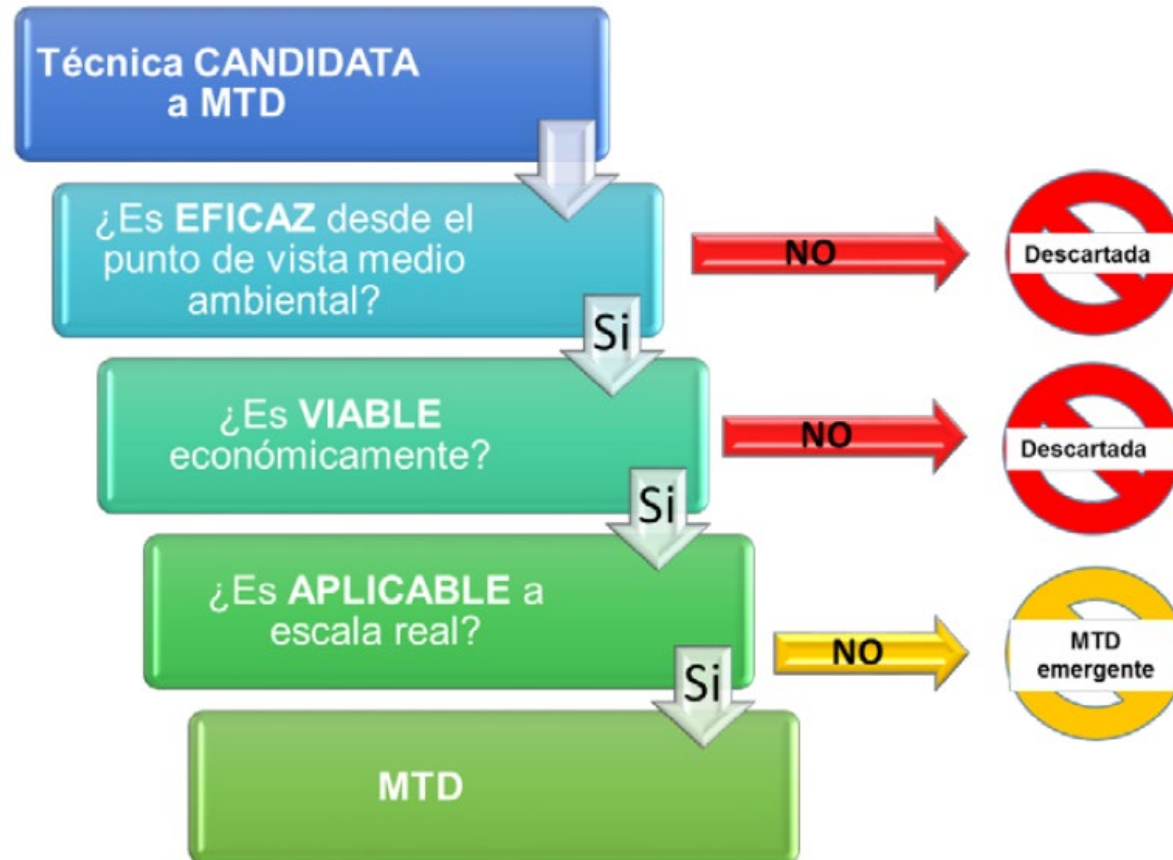 Técnica CANDIDATA
a MTD
¿Es EFICAZ desde el
punto de vista medio
ambiental?
NO
Descartada
Si
¿Es VIABLE
económicamente?
NO
Descartada
Si
¿Es APLICABLE a
escala real?
NO
MTD
emergente
Si
MTD